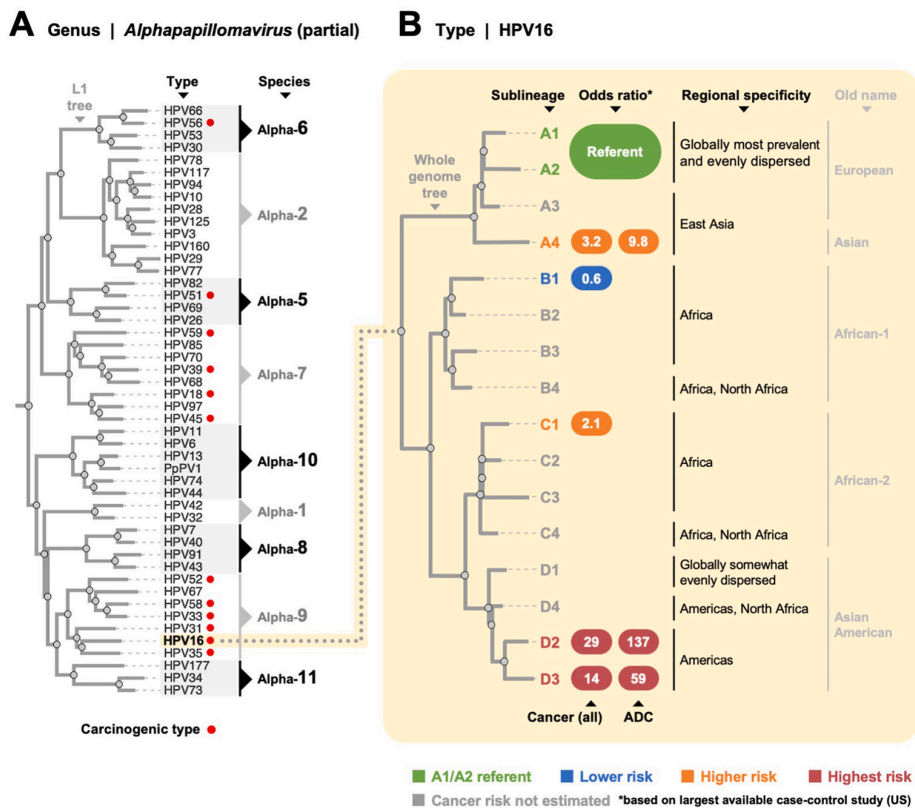 A Genus | Alphapapillomavirus (partial)
Type
Species
L1
tree
HPV66
HPV56
HPV53
HPV30
Alpha-6
HPV78
HPV117
HPV94
HPV10
HPV28
HPV125
HPV3
HPV160
HPV29
HPV77
Alpha-2
HPV82
HPV51
HPV69
HPV26
Alpha-5
HPV59
HPV85
HPV70
HPV39
HPV68
HPV18
HPV97
HPV45
Alpha-7
HPV11
HPV6
HPV13
PpPV1
HPV74
HPV44
Alpha-10
HPV42
HPV32
Alpha-1
HPV7
HPV40
HPV91
HPV43
Alpha-8
HPV52
HPV67
HPV58
HPV33
HPV31
HPV16
HPV35
Alpha-9
HPV177
HPV34
HPV73
Alpha-11
Carcinogenic type
B Type | HPV16
Sublineage Odds ratio* Regional specificity Old name
Whole
genome
tree
A1
A2
Referent
Globally most prevalent
and evenly dispersed
European
A3
A4 3.2 9.8
East Asia
Asian
B1 0.6
B2
B3
Africa
B4
Africa, North Africa
African-1
C1 2.1
C2
C3
Africa
C4
Africa, North Africa
African-2
D1
Globally somewhat
evenly dispersed
D4
Americas, North Africa
D2 29 137
D3 14 59
Americas
Asian
American
Cancer (all) ADC
A1/A2 referent Lower risk Higher risk Highest risk
Cancer risk not estimated *based on largest available case-control study (US)